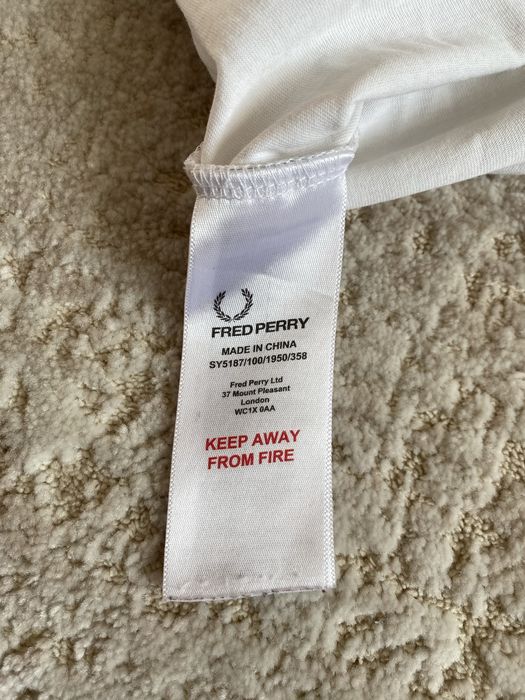 FRED PERRY
MADE IN CHINA
SY5187/100/1950/358
Fred Perry Ltd
37 Mount Pleasant
London
WC1X 0AA
KEEP AWAY
FROM FIRE